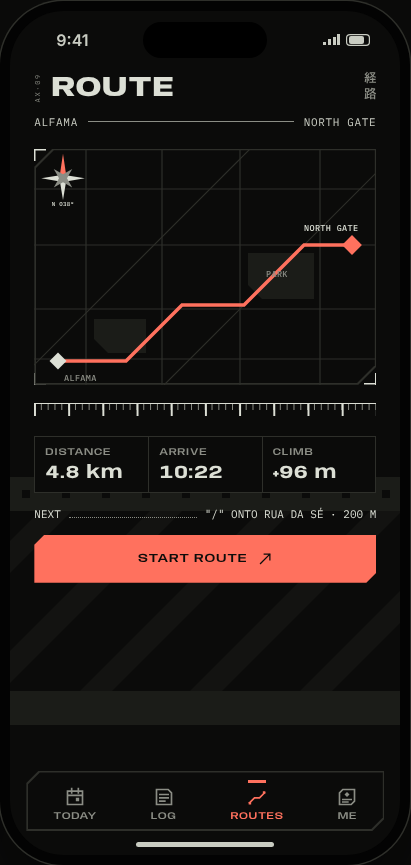 9:41
AX·09
ROUTE
経路
ALFAMA
NORTH GATE
N 038°
NORTH GATE
PARK
ALFAMA
DISTANCE
4.8 km
ARRIVE
10:22
CLIMB
+96 m
NEXT
"/" ONTO RUA DA SÉ · 200 M
START ROUTE
TODAY
LOG
ROUTES
ME